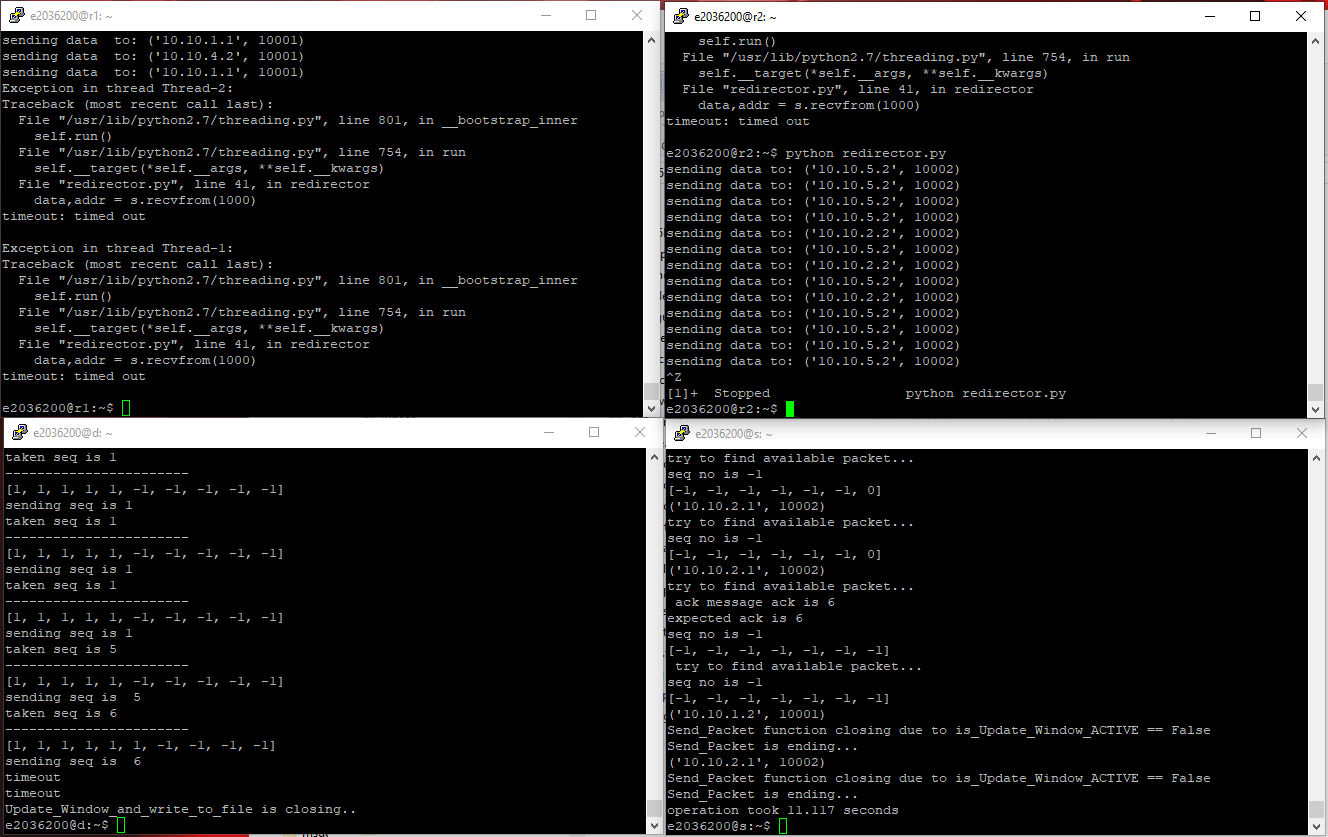 e2036200@r1: ~
sending data  to: ('10.10.1.1', 10001)
sending data  to: ('10.10.4.2', 10001)
sending data  to: ('10.10.1.1', 10001)
Exception in thread Thread-2:
Traceback (most recent call last):
  File "/usr/lib/python2.7/threading.py", line 801, in __bootstrap_inner
    self.run()
  File "/usr/lib/python2.7/threading.py", line 754, in run
    self.__target(*self.__args, **self.__kwargs)
  File "redirector.py", line 41, in redirector
    data,addr = s.recvfrom(1000)
timeout: timed out
Exception in thread Thread-1:
Traceback (most recent call last):
  File "/usr/lib/python2.7/threading.py", line 801, in __bootstrap_inner
    self.run()
  File "/usr/lib/python2.7/threading.py", line 754, in run
    self.__target(*self.__args, **self.__kwargs)
  File "redirector.py", line 41, in redirector
    data,addr = s.recvfrom(1000)
timeout: timed out
e2036200@r1:~$
e2036200@r2: ~
    self.run()
  File "/usr/lib/python2.7/threading.py", line 754, in run
    self.__target(*self.__args, **self.__kwargs)
  File "redirector.py", line 41, in redirector
    data,addr = s.recvfrom(1000)
timeout: timed out
e2036200@r2:~$ python redirector.py
sending data to: ('10.10.5.2', 10002)
sending data to: ('10.10.5.2', 10002)
sending data to: ('10.10.5.2', 10002)
sending data to: ('10.10.5.2', 10002)
sending data to: ('10.10.2.2', 10002)
sending data to: ('10.10.5.2', 10002)
sending data to: ('10.10.2.2', 10002)
sending data to: ('10.10.5.2', 10002)
sending data to: ('10.10.2.2', 10002)
sending data to: ('10.10.5.2', 10002)
sending data to: ('10.10.5.2', 10002)
sending data to: ('10.10.5.2', 10002)
sending data to: ('10.10.5.2', 10002)
^Z
[1]+  Stopped                 python redirector.py
e2036200@r2:~$
e2036200@d: ~
taken seq is 1
-----------------------
[1, 1, 1, 1, 1, -1, -1, -1, -1, -1]
sending seq is 1
taken seq is 1
-----------------------
[1, 1, 1, 1, 1, -1, -1, -1, -1, -1]
sending seq is 1
taken seq is 1
-----------------------
[1, 1, 1, 1, 1, -1, -1, -1, -1, -1]
sending seq is 1
taken seq is 5
-----------------------
[1, 1, 1, 1, 1, -1, -1, -1, -1, -1]
sending seq is  5
taken seq is 6
-----------------------
[1, 1, 1, 1, 1, 1, -1, -1, -1, -1]
sending seq is  6
timeout
timeout
Update_Window_and_write_to_file is closing..
e2036200@d:~$
e2036200@s: ~
try to find available packet...
seq no is -1
[-1, -1, -1, -1, -1, -1, 0]
('10.10.2.1', 10002)
try to find available packet...
seq no is -1
[-1, -1, -1, -1, -1, -1, 0]
('10.10.2.1', 10002)
try to find available packet...
 ack message ack is 6
expected ack is 6
seq no is -1
[-1, -1, -1, -1, -1, -1, -1]
 try to find available packet...
seq no is -1
[-1, -1, -1, -1, -1, -1, -1]
('10.10.1.2', 10001)
Send_Packet function closing due to is_Update_Window_ACTIVE == False
Send_Packet is ending...
('10.10.2.1', 10002)
Send_Packet function closing due to is_Update_Window_ACTIVE == False
Send_Packet is ending...
operation took 11.117 seconds
e2036200@s:~$